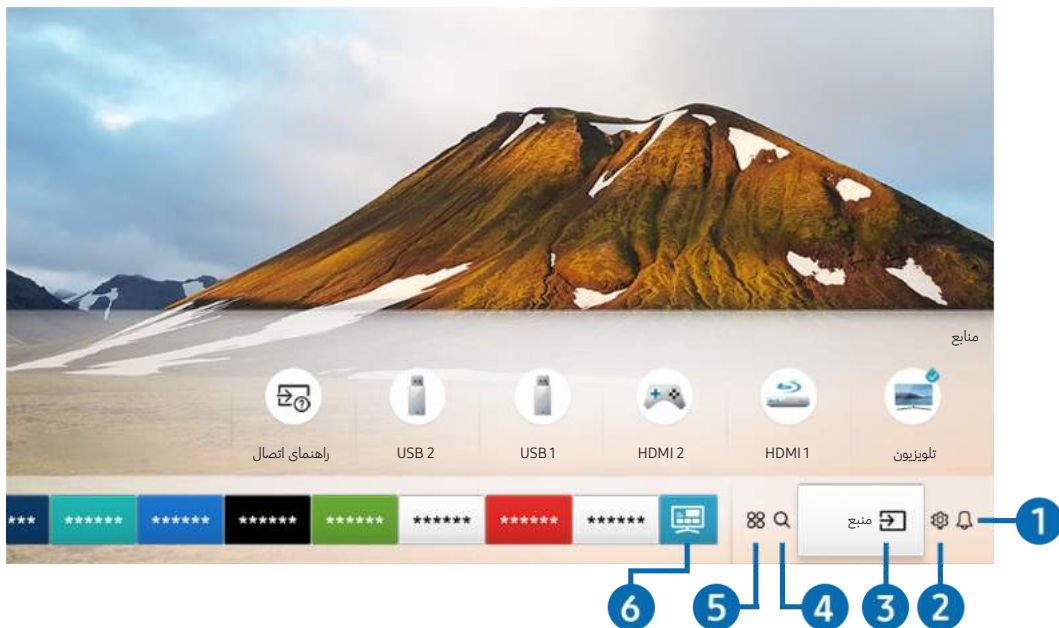 منابع
تلویزیون
HDMI 1
HDMI 2
USB 1
USB 2
راهنمای اتصال
منبع
******
******
******
******
******
******
******
***
1
2
3
4
5
6